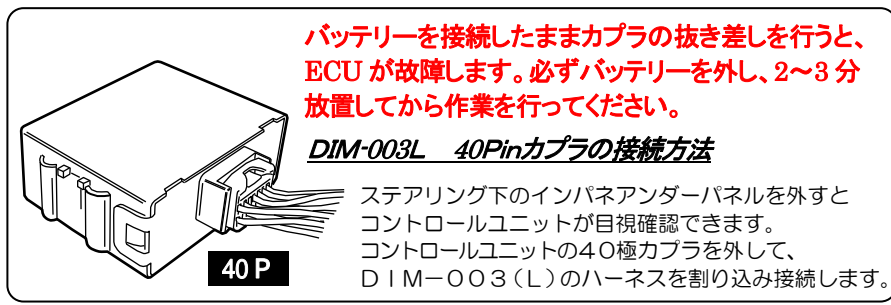 バッテリーを接続したままカプラの抜き差しを行うと、
ECU が故障します。必ずバッテリーを外し、2～3 分
放置してから作業を行ってください。
DIM-003L　40Pinカプラの接続方法
ステアリング下のインパネアンダーパネルを外すと
コントロールユニットが目視確認できます。
コントロールユニットの４０極カプラを外して、
ＤＩＭ－００３（Ｌ）のハーネスを割り込み接続します。
40 P